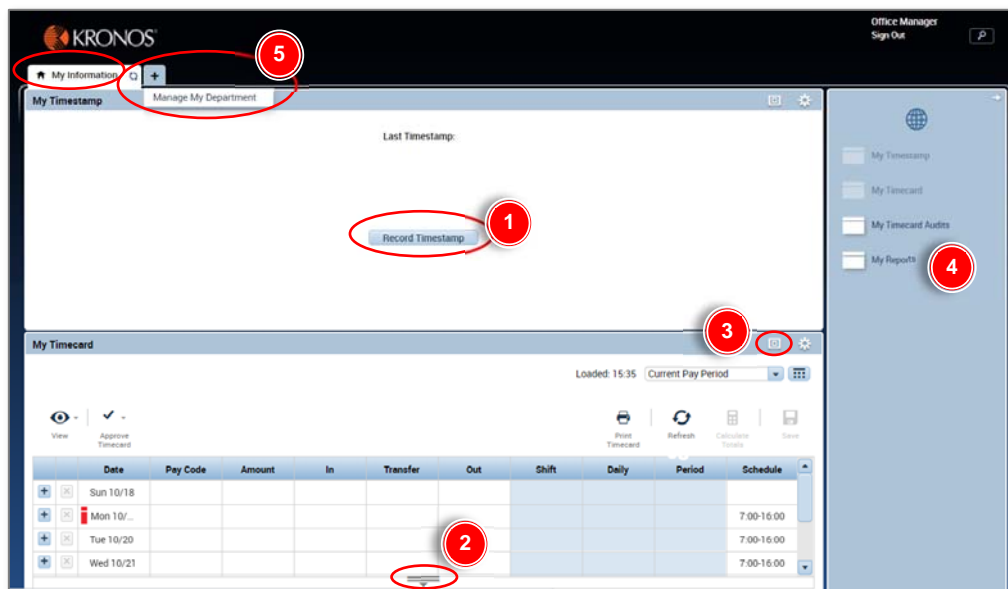 Office Manager
KRONOS
Sign Out
5
My Information
+
Manage My Department
My Timestamp
Last Timestamp:
My Timestamp
My Timecard
1
Record Timestamp
My Timecard Audits
My Reports
4
3
My Timecard
Loaded: 15:35 Current Pay Period
View Approve Timecard Print Timecard Refresh Calculate Totals Save
Date Pay Code Amount In Transfer Out Shift Daily Period Schedule
Sun 10/18
Mon 10/... 7:00-16:00
Tue 10/20 7:00-16:00
2
Wed 10/21 7:00-16:00